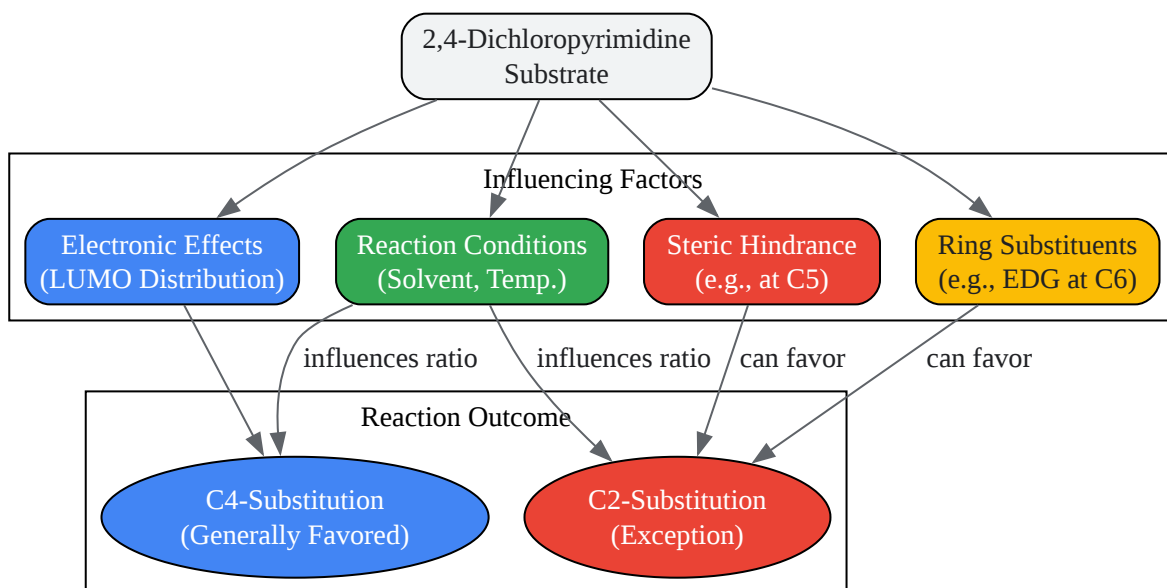 2,4-Dichloropyrimidine
Substrate
Influencing Factors
Electronic Effects
(LUMO Distribution)
Reaction Conditions
(Solvent, Temp.)
Steric Hindrance
(e.g., at C5)
Ring Substituents
(e.g., EDG at C6)
influences ratio
influences ratio
can favor
can favor
Reaction Outcome
C4-Substitution
(Generally Favored)
C2-Substitution
(Exception)